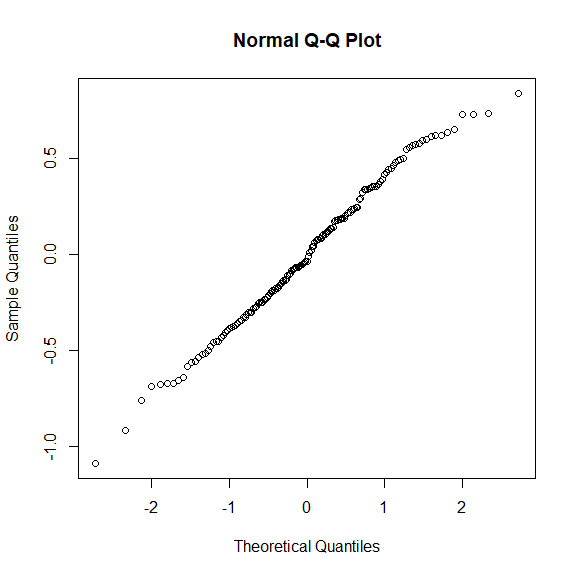 Normal Q-Q Plot
Sample Quantiles
0.5
0.0
-0.5
-1.0
-2 -1 0 1 2
Theoretical Quantiles